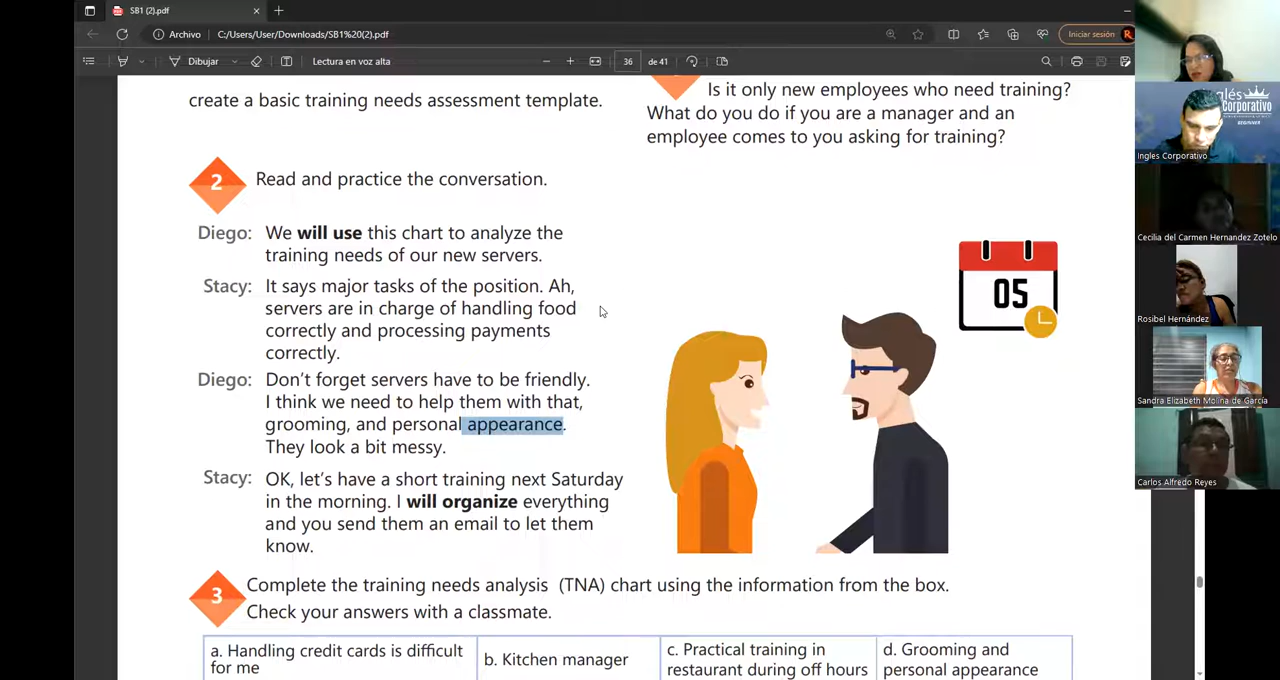 SB1 (2).pdf
Archivo
C:/Users/User/Downloads/SB1%20(2).pdf
Iniciar sesión
R
Dibujar
Lectura en voz alta
36
de 41
create a basic training needs assessment template.
Is it only new employees who need training?
What do you do if you are a manager and an
employee comes to you asking for training?
2
Read and practice the conversation.
Diego: We will use this chart to analyze the
training needs of our new servers.
Stacy: It says major tasks of the position. Ah,
servers are in charge of handling food
correctly and processing payments
correctly.
Diego: Don't forget servers have to be friendly.
I think we need to help them with that,
grooming, and personal appearance.
They look a bit messy.
Stacy: OK, let's have a short training next Saturday
in the morning. I will organize everything
and you send them an email to let them
know.
05
3
Complete the training needs analysis (TNA) chart using the information from the box.
Check your answers with a classmate.
a. Handling credit cards is difficult
for me
b. Kitchen manager
c. Practical training in
restaurant during off hours
d. Grooming and
personal appearance
glés
Corporativo
BEGINNER
Ingles Corporativo
Cecilia del Carmen Hernandez Zotelo
Rosibel Hernández
Sandra Elizabeth Molina de García
Carlos Alfredo Reyes